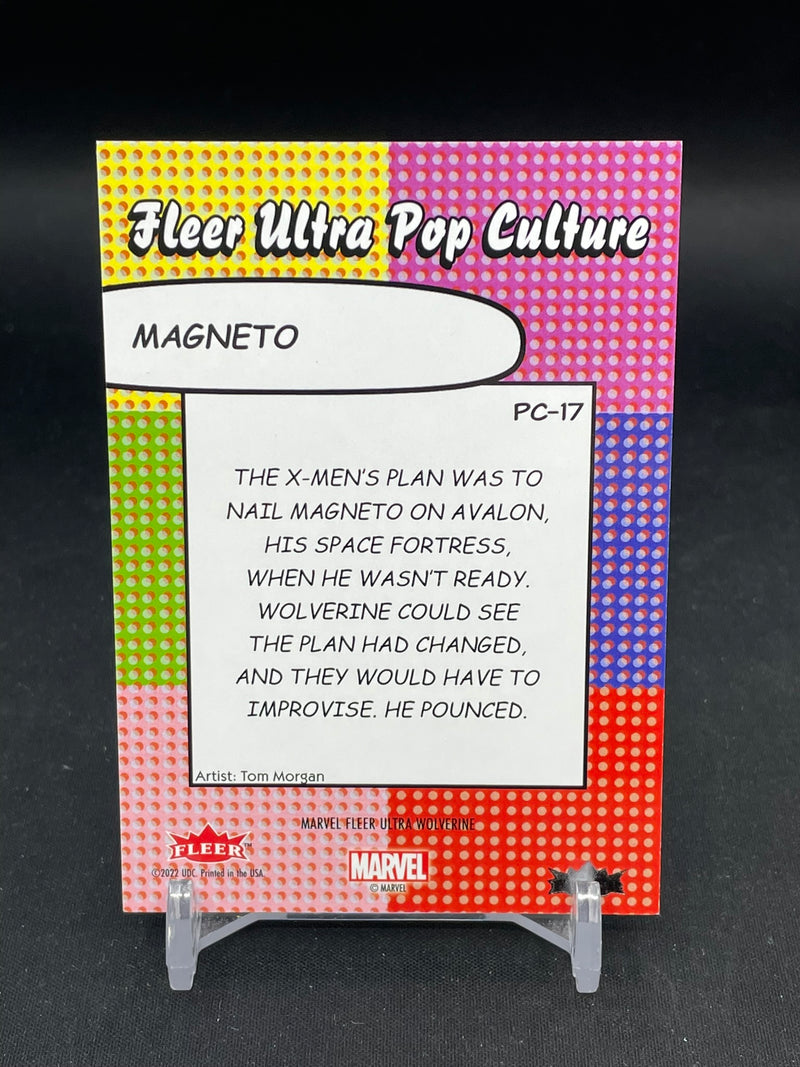 Fleer Ultra Pop Culture
MAGNETO
PC-17
THE X-MEN'S PLAN WAS TO
NAIL MAGNETO ON AVALON,
HIS SPACE FORTRESS,
WHEN HE WASN'T READY.
WOLVERINE COULD SEE
THE PLAN HAD CHANGED,
AND THEY WOULD HAVE TO
IMPROVISE. HE POUNCED.
Artist: Tom Morgan
MARVEL FLEER ULTRA WOLVERINE
FLEER™
©2022 UDC. Printed in the USA.
MARVEL
© MARVEL